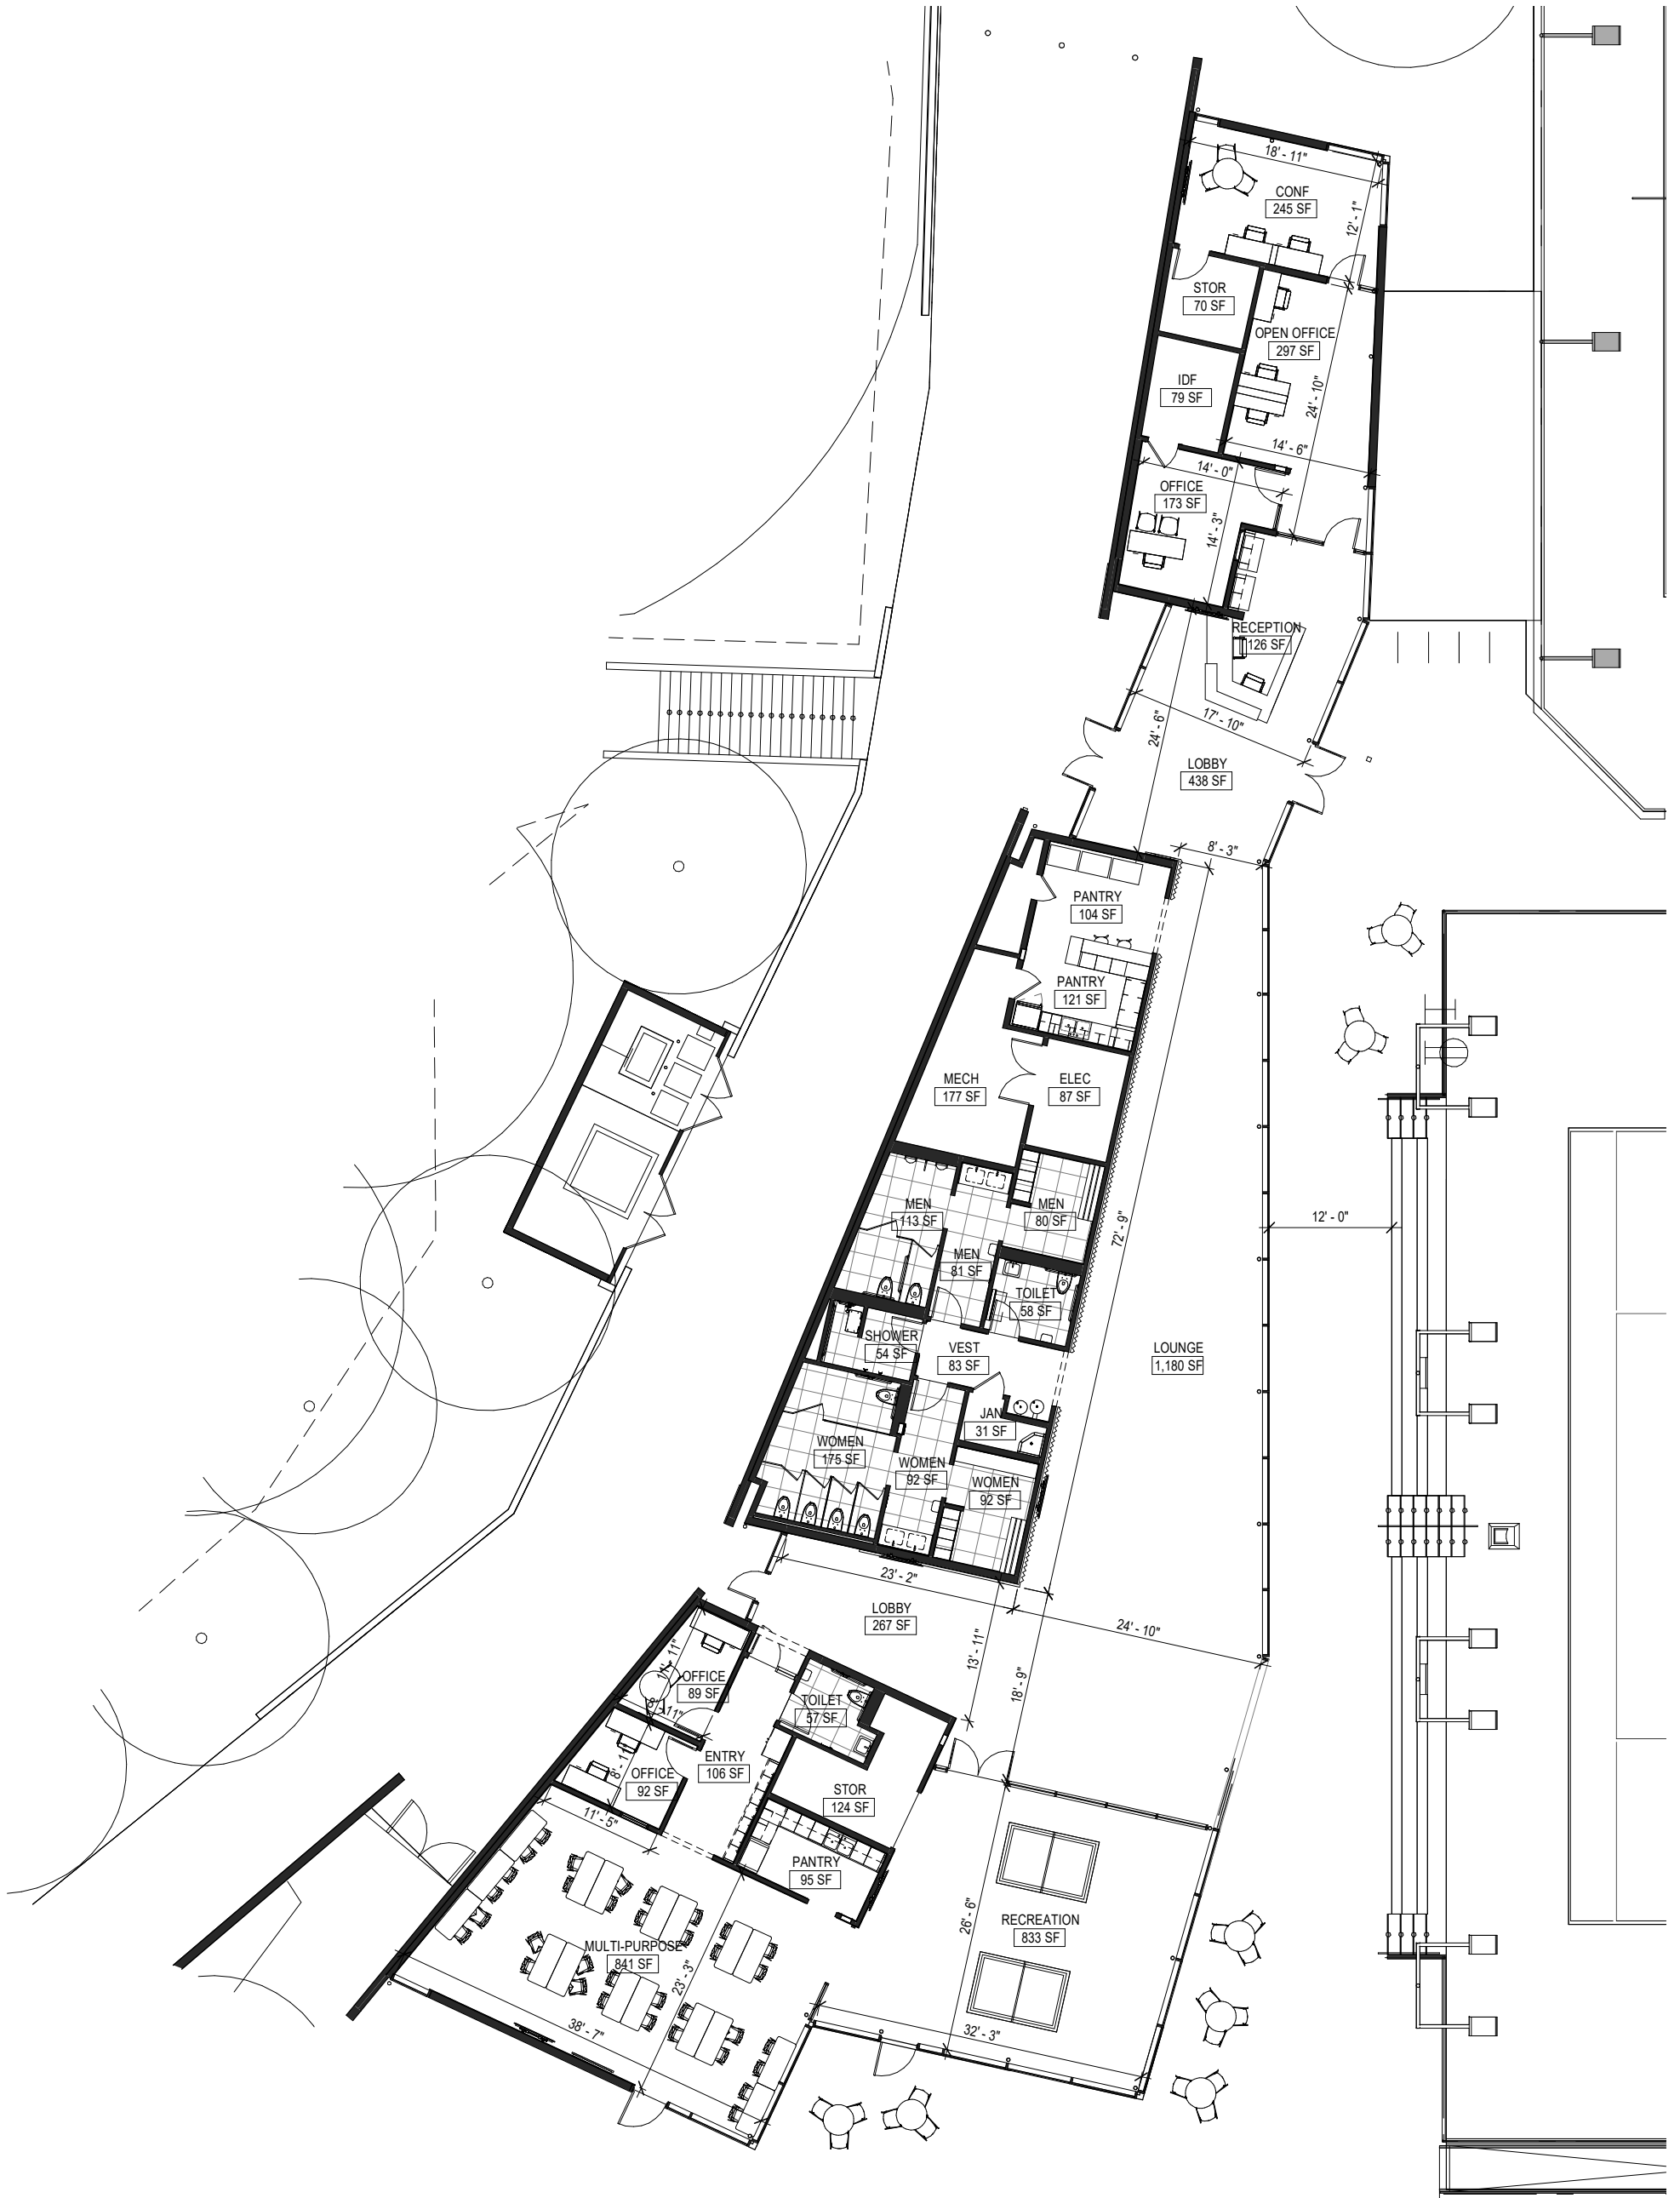 18' - 11"
CONF
245 SF
12' - 1"
STOR
70 SF
OPEN OFFICE
297 SF
IDF
79 SF
24' - 10"
14' - 6"
14' - 0"
OFFICE
173 SF
14' - 3"
RECEPTION
126 SF
17' - 10"
24' - 6"
LOBBY
438 SF
8' - 3"
PANTRY
104 SF
PANTRY
121 SF
MECH
177 SF
ELEC
87 SF
MEN
113 SF
MEN
80 SF
72' - 9"
12' - 0"
MEN
81 SF
TOILET
58 SF
SHOWER
54 SF
VEST
83 SF
LOUNGE
1,180 SF
JAN
31 SF
WOMEN
175 SF
WOMEN
92 SF
WOMEN
92 SF
23' - 2"
LOBBY
267 SF
24' - 10"
13' - 11"
18' - 9"
11' - 11"
OFFICE
89 SF
8' - 11"
TOILET
57 SF
ENTRY
106 SF
OFFICE
92 SF
8' - 11"
STOR
124 SF
11' - 5"
PANTRY
95 SF
RECREATION
833 SF
26' - 6"
MULTI-PURPOSE
841 SF
23' - 3"
38' - 7"
32' - 3"